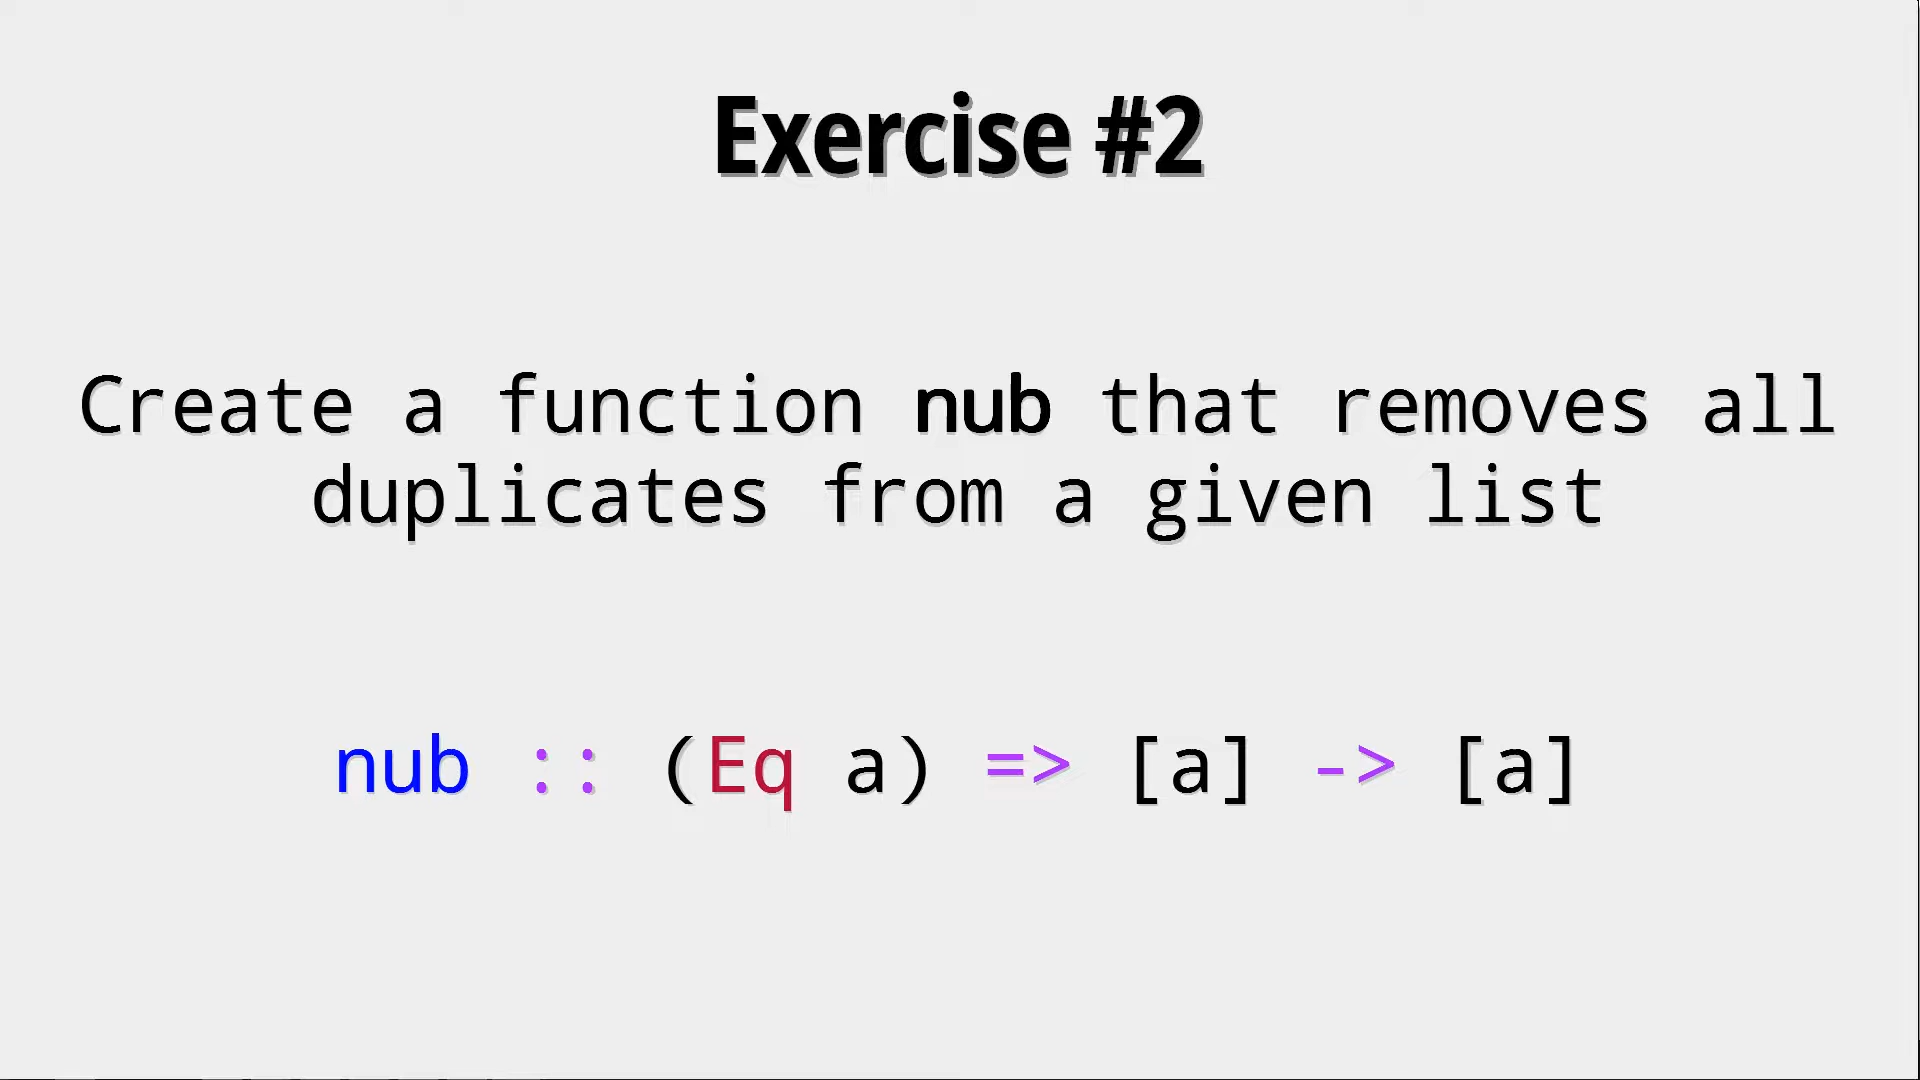 Exercise #2
Create a function nub that removes all
duplicates from a given list
nub :: (Eq a) => [a] -> [a]